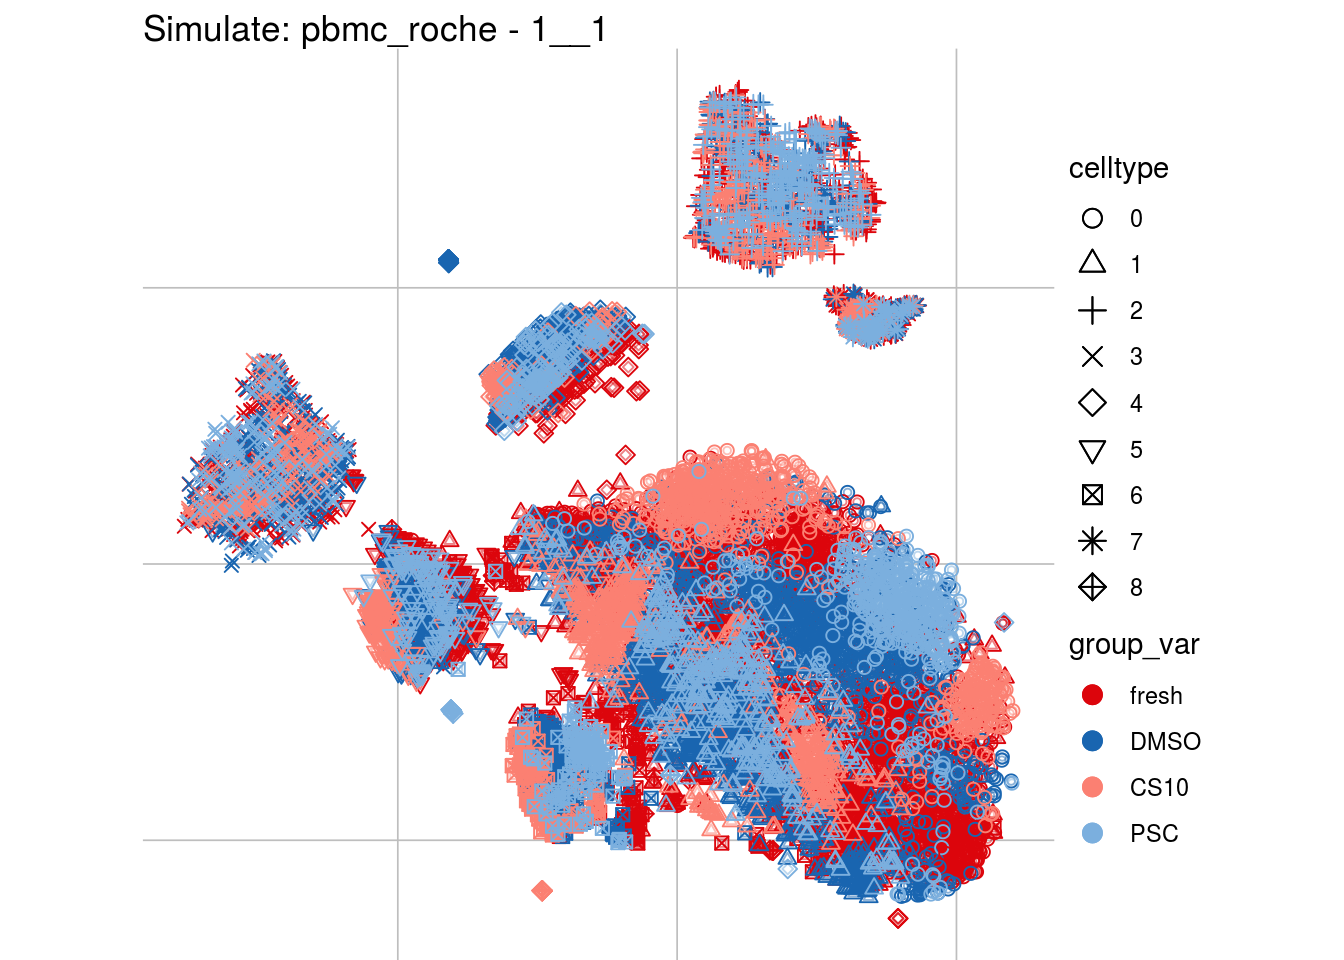 Simulate: pbmc_roche - 1__1
celltype
0
1
2
3
4
5
6
7
8
group_var
fresh
DMSO
CS10
PSC